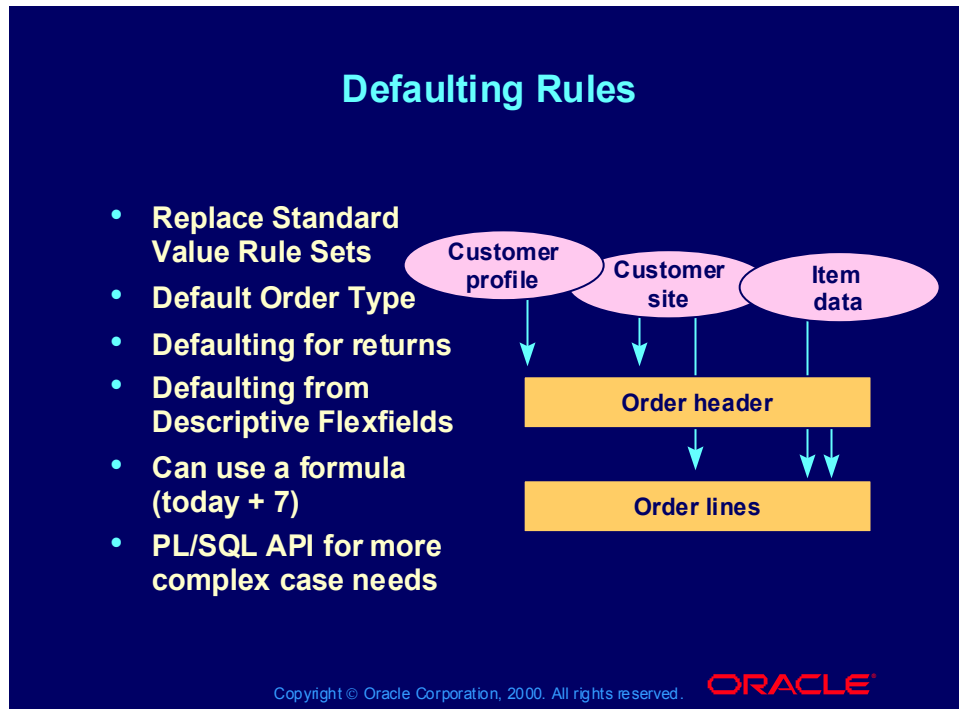 Defaulting Rules
• Replace Standard
Value Rule Sets
• Default Order Type
• Defaulting for returns
• Defaulting from
Descriptive Flexfields
• Can use a formula
(today + 7)
• PL/SQL API for more
complex case needs
Customer
profile
Customer
site
Item
data
Order header
Order lines
Copyright © Oracle Corporation, 2000. All rights reserved.
ORACLE®